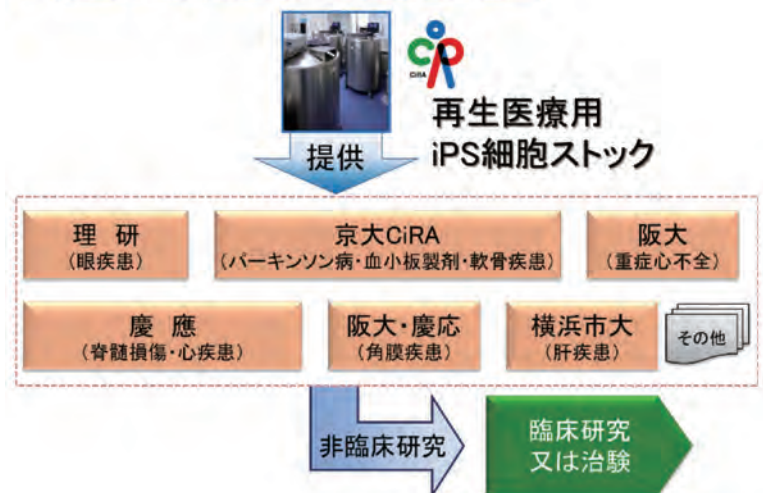 CiRA
再生医療用
iPS細胞ストック
提供
理 研
(眼疾患)
京大CiRA
(パーキンソン病・血小板製剤・軟骨疾患)
阪大
(重症心不全)
慶 應
(脊髄損傷・心疾患)
阪大・慶応
(角膜疾患)
横浜市大
(肝疾患)
その他
非臨床研究
臨床研究
又は治験